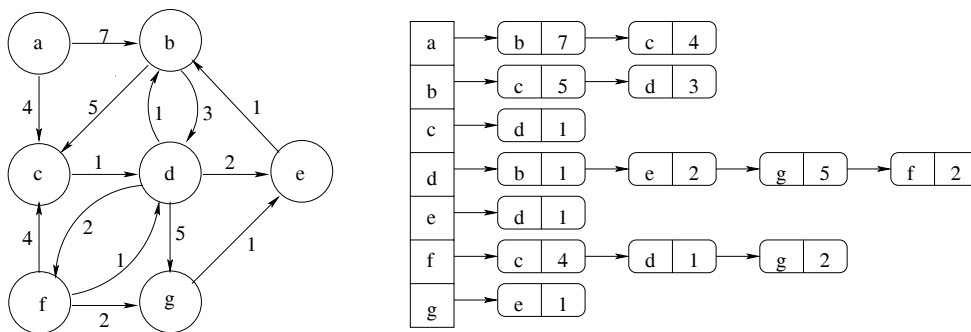 a 7 b
4 5 1 3 1
c 1 d 2 e
4 2 1 5 1
f 2 g
a b 7 c 4
b c 5 d 3
c d 1
d b 1 e 2 g 5 f 2
e d 1
f c 4 d 1 g 2
g e 1